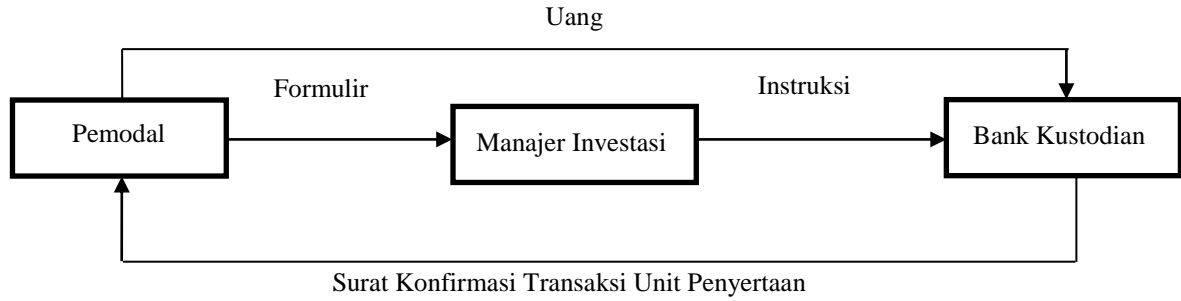 Uang
Formulir
Instruksi
Pemodal
Manajer Investasi
Bank Kustodian
Surat Konfirmasi Transaksi Unit Penyertaan